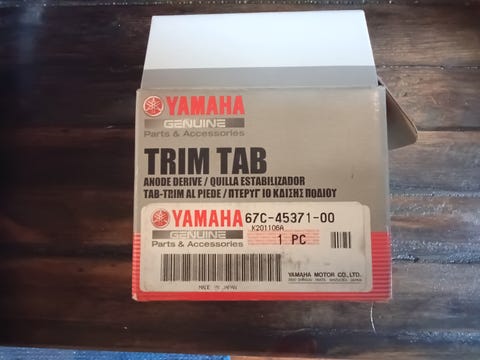 YAMAHA
GENUINE
Parts & Accessories
TRIM TAB
ANODE DERIVE / QUILLA ESTABILIZADOR
TAB-TRIM AL PIEDE / ΠΤΕΡΥΓΙΟ ΚΛΙΣΗΣ ΠΟΔΙΟΥ
YAMAHA 67C-45371-00
GENUINE K201106A
Parts & Accessories 1 PC
YAMAHA MOTOR CO.,LTD.
MADE IN JAPAN